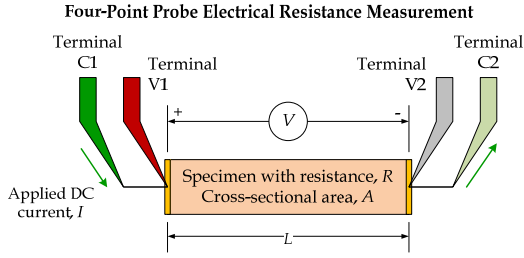 Four-Point Probe Electrical Resistance Measurement
Terminal
C1
Terminal
V1
Terminal
V2
Terminal
C2
+
V
-
Applied DC
current, I
Specimen with resistance, R
Cross-sectional area, A
L